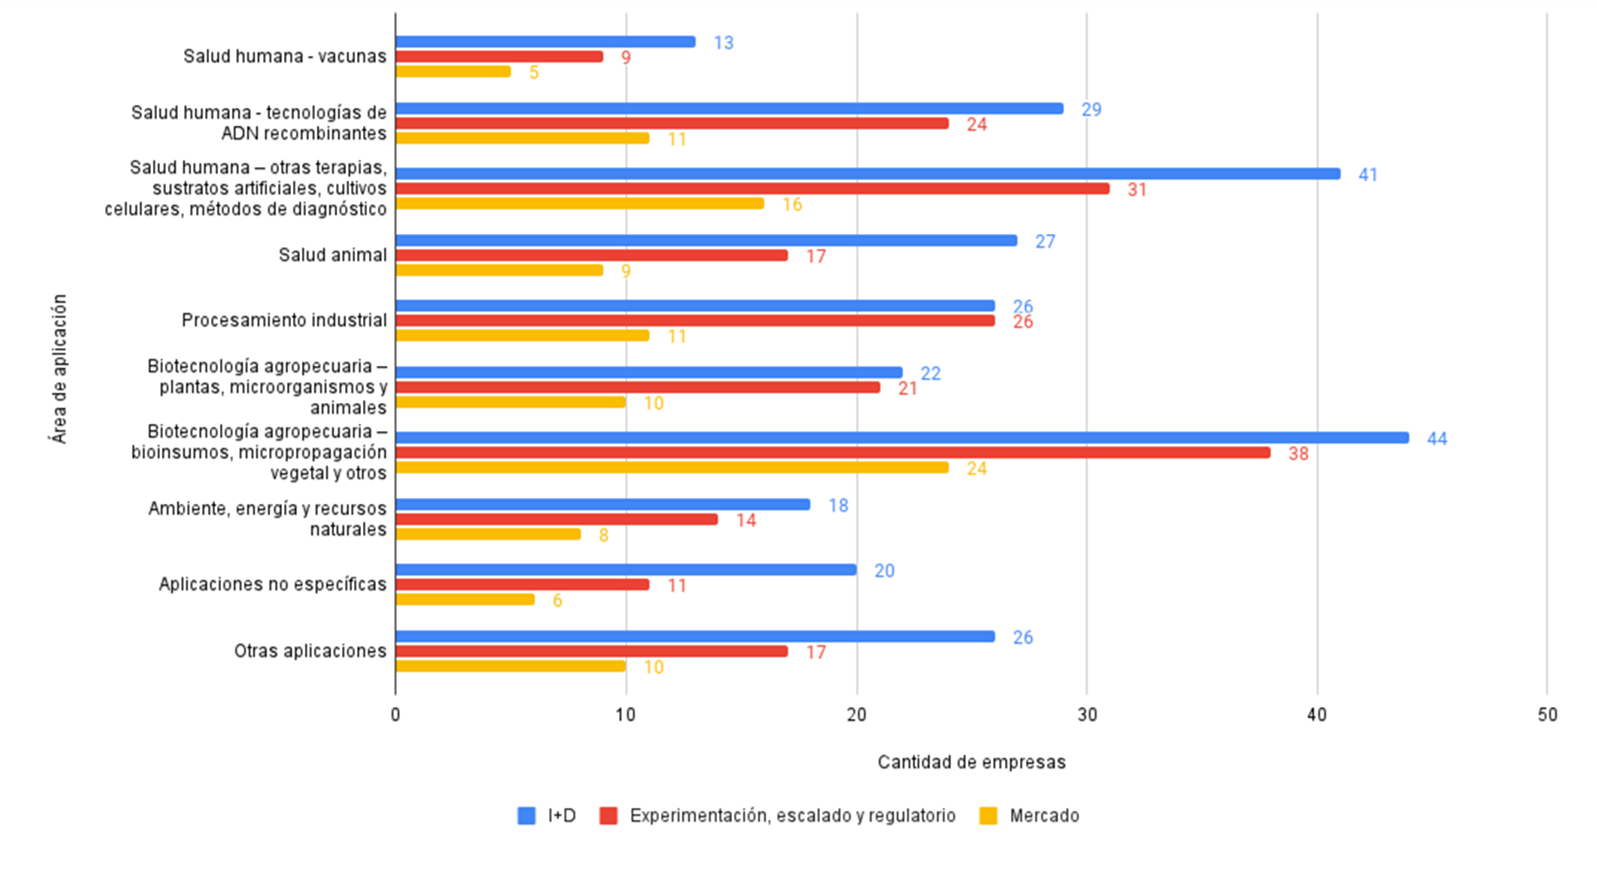 Área de aplicación
Salud humana - vacunas
13
9
5
Salud humana - tecnologías de
ADN recombinantes
29
24
11
Salud humana – otras terapias,
sustratos artificiales, cultivos
celulares, métodos de diagnóstico
41
31
16
Salud animal
27
17
9
Procesamiento industrial
26
26
11
Biotecnología agropecuaria –
plantas, microorganismos y
animales
22
21
10
Biotecnología agropecuaria –
bioinsumos, micropropagación
vegetal y otros
44
38
24
Ambiente, energía y recursos
naturales
18
14
8
Aplicaciones no específicas
20
11
6
Otras aplicaciones
26
17
10
0 10 20 30 40 50
Cantidad de empresas
I+D Experimentación, escalado y regulatorio Mercado